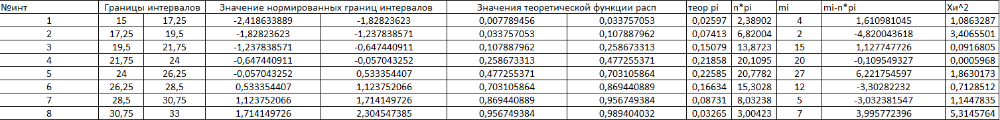 №инт Границы интервалов Значение нормированных границ интервалов Значения теоретической функции расп теор pi n*pi mi mi-n*pi Хи^2
1 15 17,25 -2,418633889 -1,82823623 0,007789456 0,033757053 0,02597 2,38902 4 1,610981045 1,0863287
2 17,25 19,5 -1,82823623 -1,237838571 0,033757053 0,107887962 0,07413 6,82004 2 -4,820043618 3,4065501
3 19,5 21,75 -1,237838571 -0,647440911 0,107887962 0,258673313 0,15079 13,8723 15 1,127747726 0,0916805
4 21,75 24 -0,647440911 -0,057043252 0,258673313 0,477255371 0,21858 20,1095 20 -0,109549327 0,0005968
5 24 26,25 -0,057043252 0,533354407 0,477255371 0,703105864 0,22585 20,7782 27 6,221754597 1,8630173
6 26,25 28,5 0,533354407 1,123752066 0,703105864 0,869440889 0,16634 15,3028 12 -3,30282232 0,7128512
7 28,5 30,75 1,123752066 1,714149726 0,869440889 0,956749384 0,08731 8,03238 5 -3,032381547 1,1447835
8 30,75 33 1,714149726 2,304547385 0,956749384 0,989404032 0,03265 3,00423 7 3,995772396 5,3145764